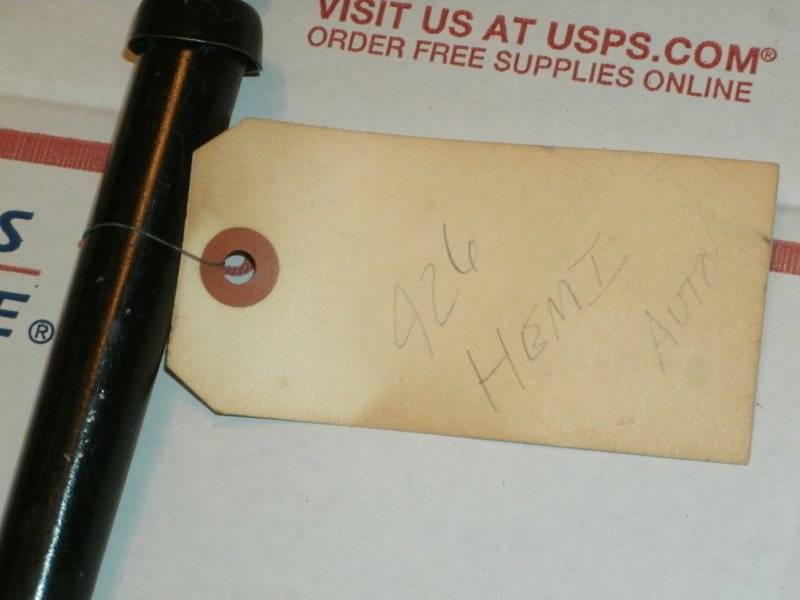 VISIT US AT USPS.COM®
ORDER FREE SUPPLIES ONLINE
S
E®
426
HEMI
AUTO